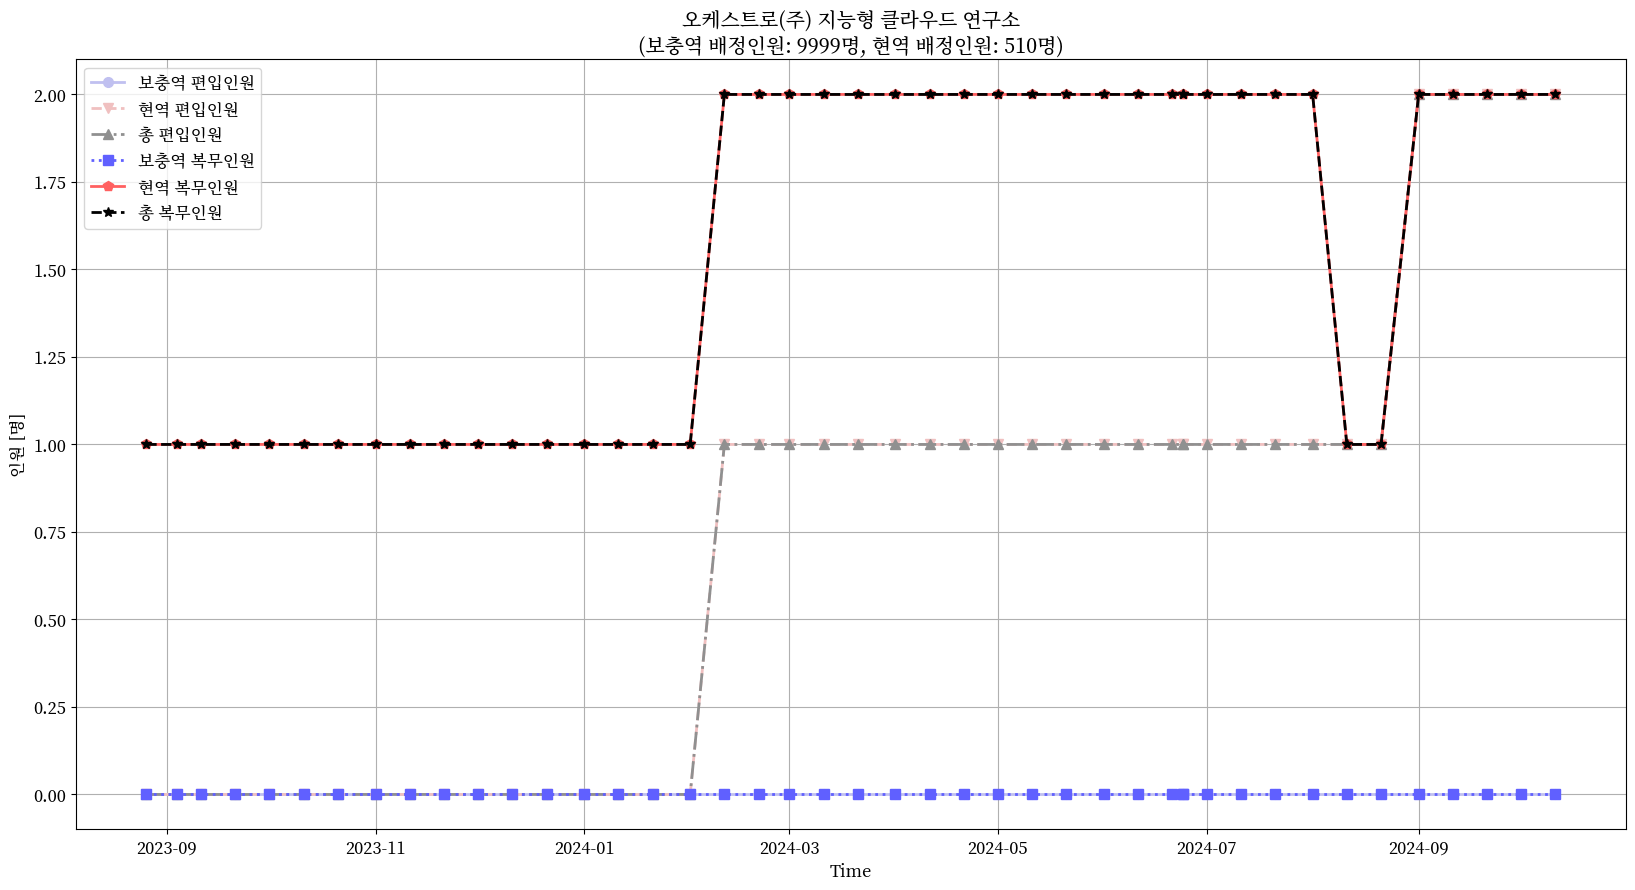 오케스트로(주) 지능형 클라우드 연구소
(보충역 배정인원: 9999명, 현역 배정인원: 510명)
보충역 편입인원
현역 편입인원
총 편입인원
보충역 복무인원
현역 복무인원
총 복무인원
2.00
1.75
1.50
1.25
1.00
0.75
0.50
0.25
0.00
인원 [명]
2023-09
2023-11
2024-01
2024-03
2024-05
2024-07
2024-09
Time